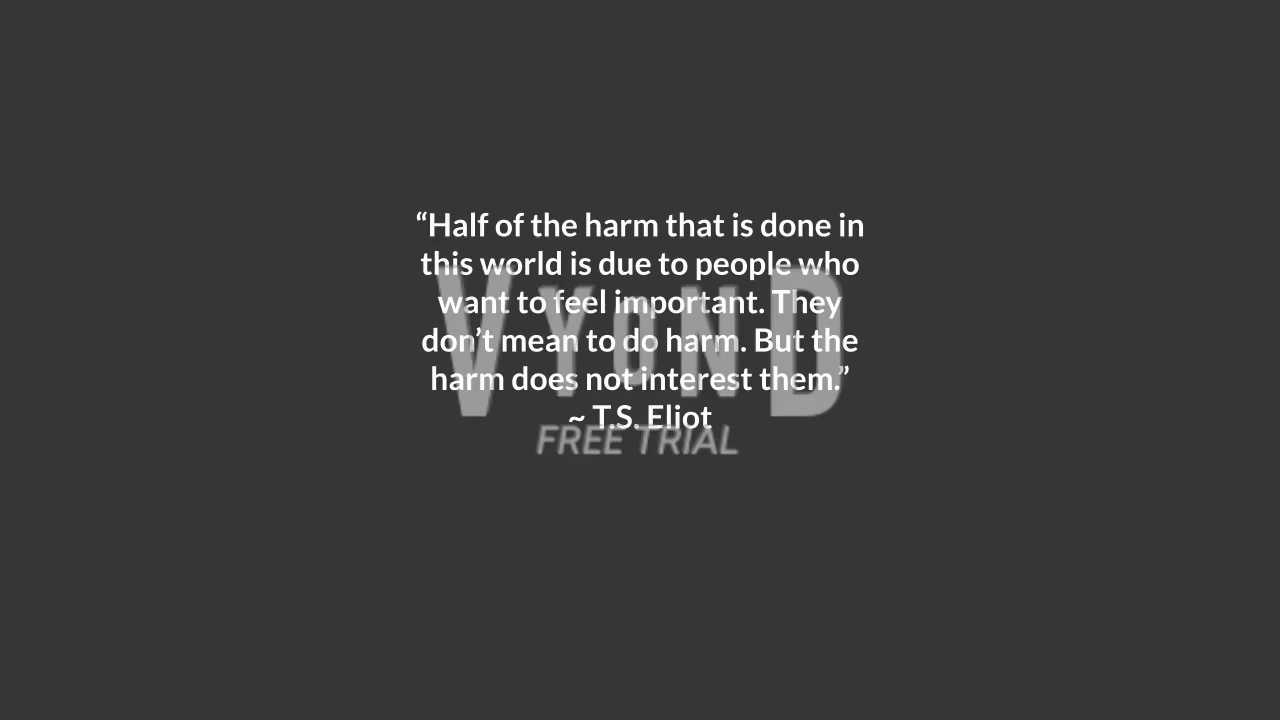 “Half of the harm that is done in
this world is due to people who
want to feel important. They
don’t mean to do harm. But the
harm does not interest them.”
~ T.S. Eliot
VYOND
FREE TRIAL